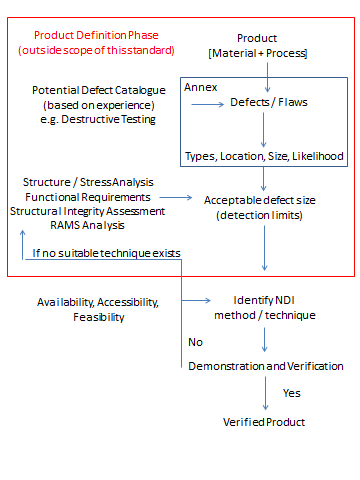 Product Definition Phase
(outside scope of this standard)
Product
[Material + Process]
Potential Defect Catalogue
(based on experience)
e.g. Destructive Testing
Annex
Defects / Flaws
Types, Location, Size, Likelihood
Structure / Stress Analysis
Functional Requirements
Structural Integrity Assessment
RAMS Analysis
Acceptable defect size
(detection limits)
If no suitable technique exists
Availability, Accessibility,
Feasibility
Identify NDI
method / technique
No
Demonstration and Verification
Yes
Verified Product